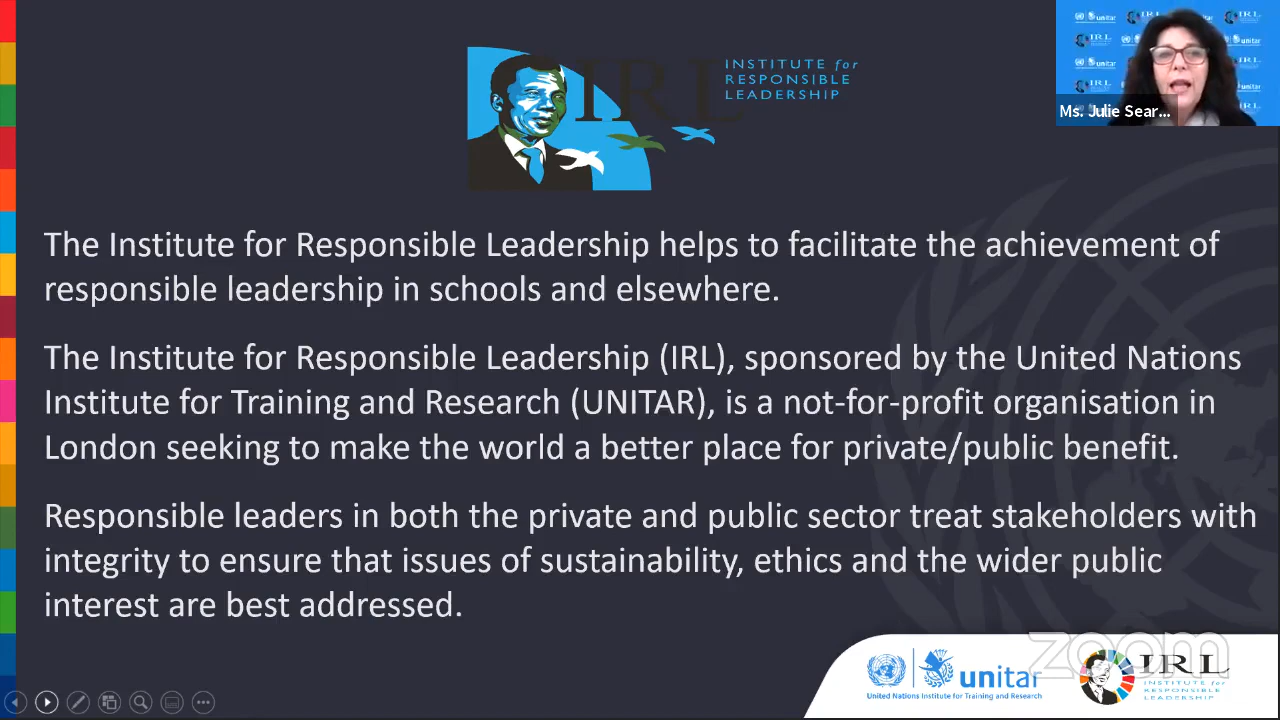 IRL
INSTITUTE for
RESPONSIBLE
LEADERSHIP
unitar
IRL
Ms. Julie Sear...
The Institute for Responsible Leadership helps to facilitate the achievement of
responsible leadership in schools and elsewhere.
The Institute for Responsible Leadership (IRL), sponsored by the United Nations
Institute for Training and Research (UNITAR), is a not-for-profit organisation in
London seeking to make the world a better place for private/public benefit.
Responsible leaders in both the private and public sector treat stakeholders with
integrity to ensure that issues of sustainability, ethics and the wider public
interest are best addressed.
zoom
unitar
United Nations Institute for Training and Research
IRL
INSTITUTE for
RESPONSIBLE
LEADERSHIP